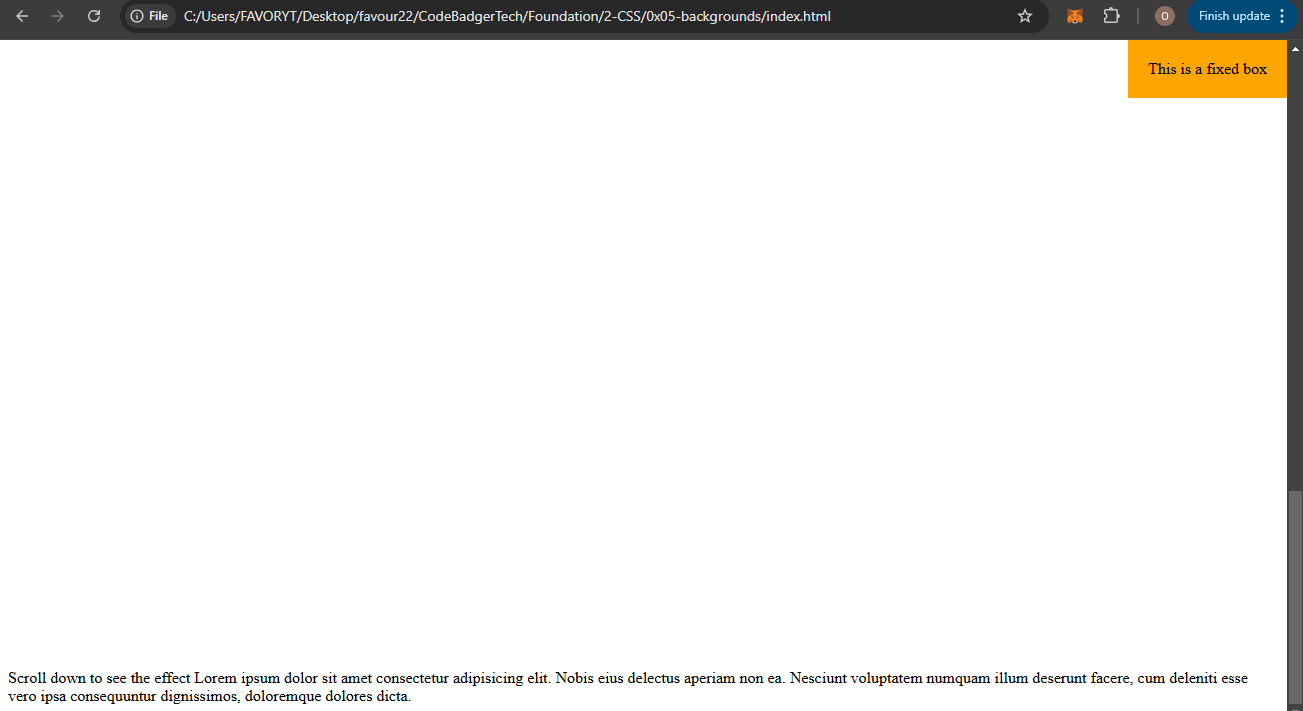 File
C:/Users/FAVORYT/Desktop/favour22/CodeBadgerTech/Foundation/2-CSS/0x05-backgrounds/index.html
O
Finish update
This is a fixed box
Scroll down to see the effect Lorem ipsum dolor sit amet consectetur adipisicing elit. Nobis eius delectus aperiam non ea. Nesciunt voluptatem numquam illum deserunt facere, cum deleniti esse
vero ipsa consequuntur dignissimos, doloremque dolores dicta.